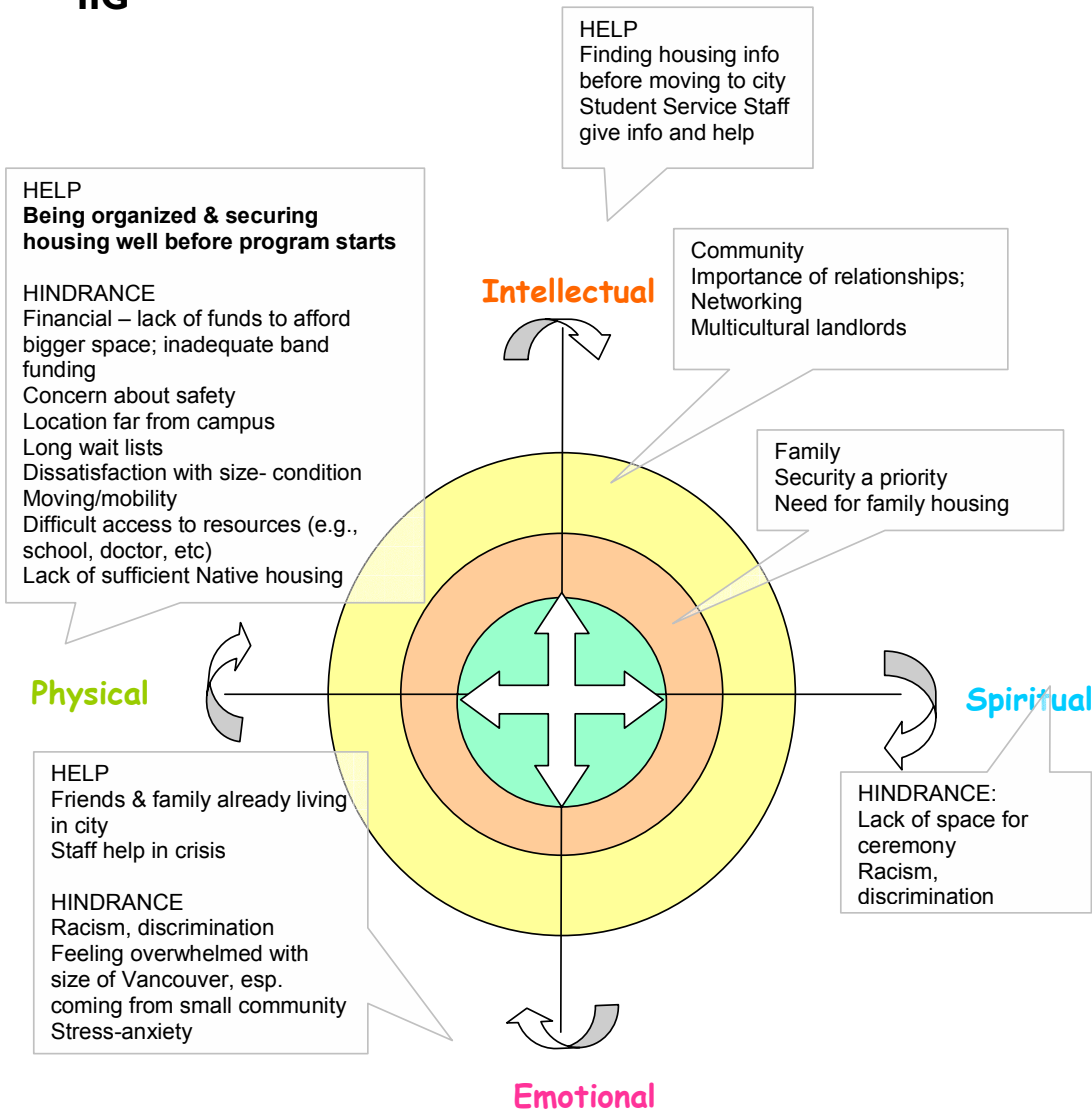 HELP
Finding housing info
before moving to city
Student Service Staff
give info and help
HELP
Being organized & securing
housing well before program starts
HINDRANCE
Financial – lack of funds to afford
bigger space; inadequate band
funding
Concern about safety
Location far from campus
Long wait lists
Dissatisfaction with size- condition
Moving/mobility
Difficult access to resources (e.g.,
school, doctor, etc)
Lack of sufficient Native housing
Intellectual
Community
Importance of relationships;
Networking
Multicultural landlords
Family
Security a priority
Need for family housing
Physical
Spiritual
HELP
Friends & family already living
in city
Staff help in crisis
HINDRANCE
Racism, discrimination
Feeling overwhelmed with
size of Vancouver, esp.
coming from small community
Stress-anxiety
HINDRANCE:
Lack of space for
ceremony
Racism,
discrimination
Emotional